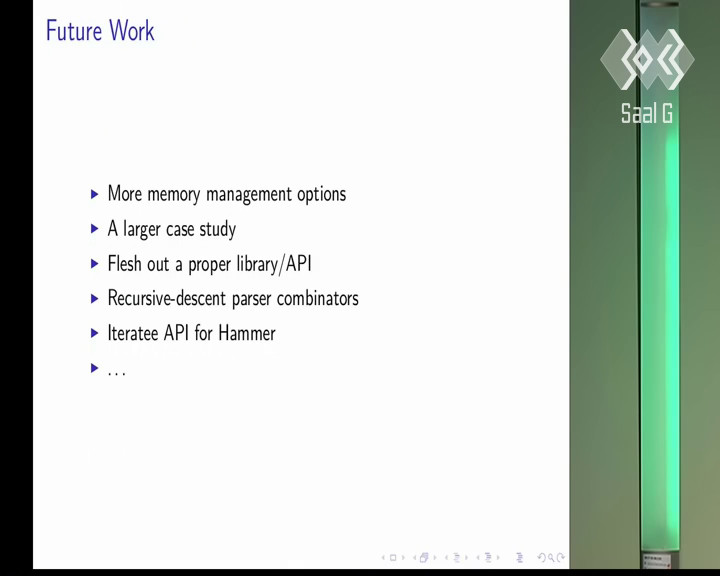 Future Work
Saal G
More memory management options
A larger case study
Flesh out a proper library/API
Recursive-descent parser combinators
Iteratee API for Hammer
...